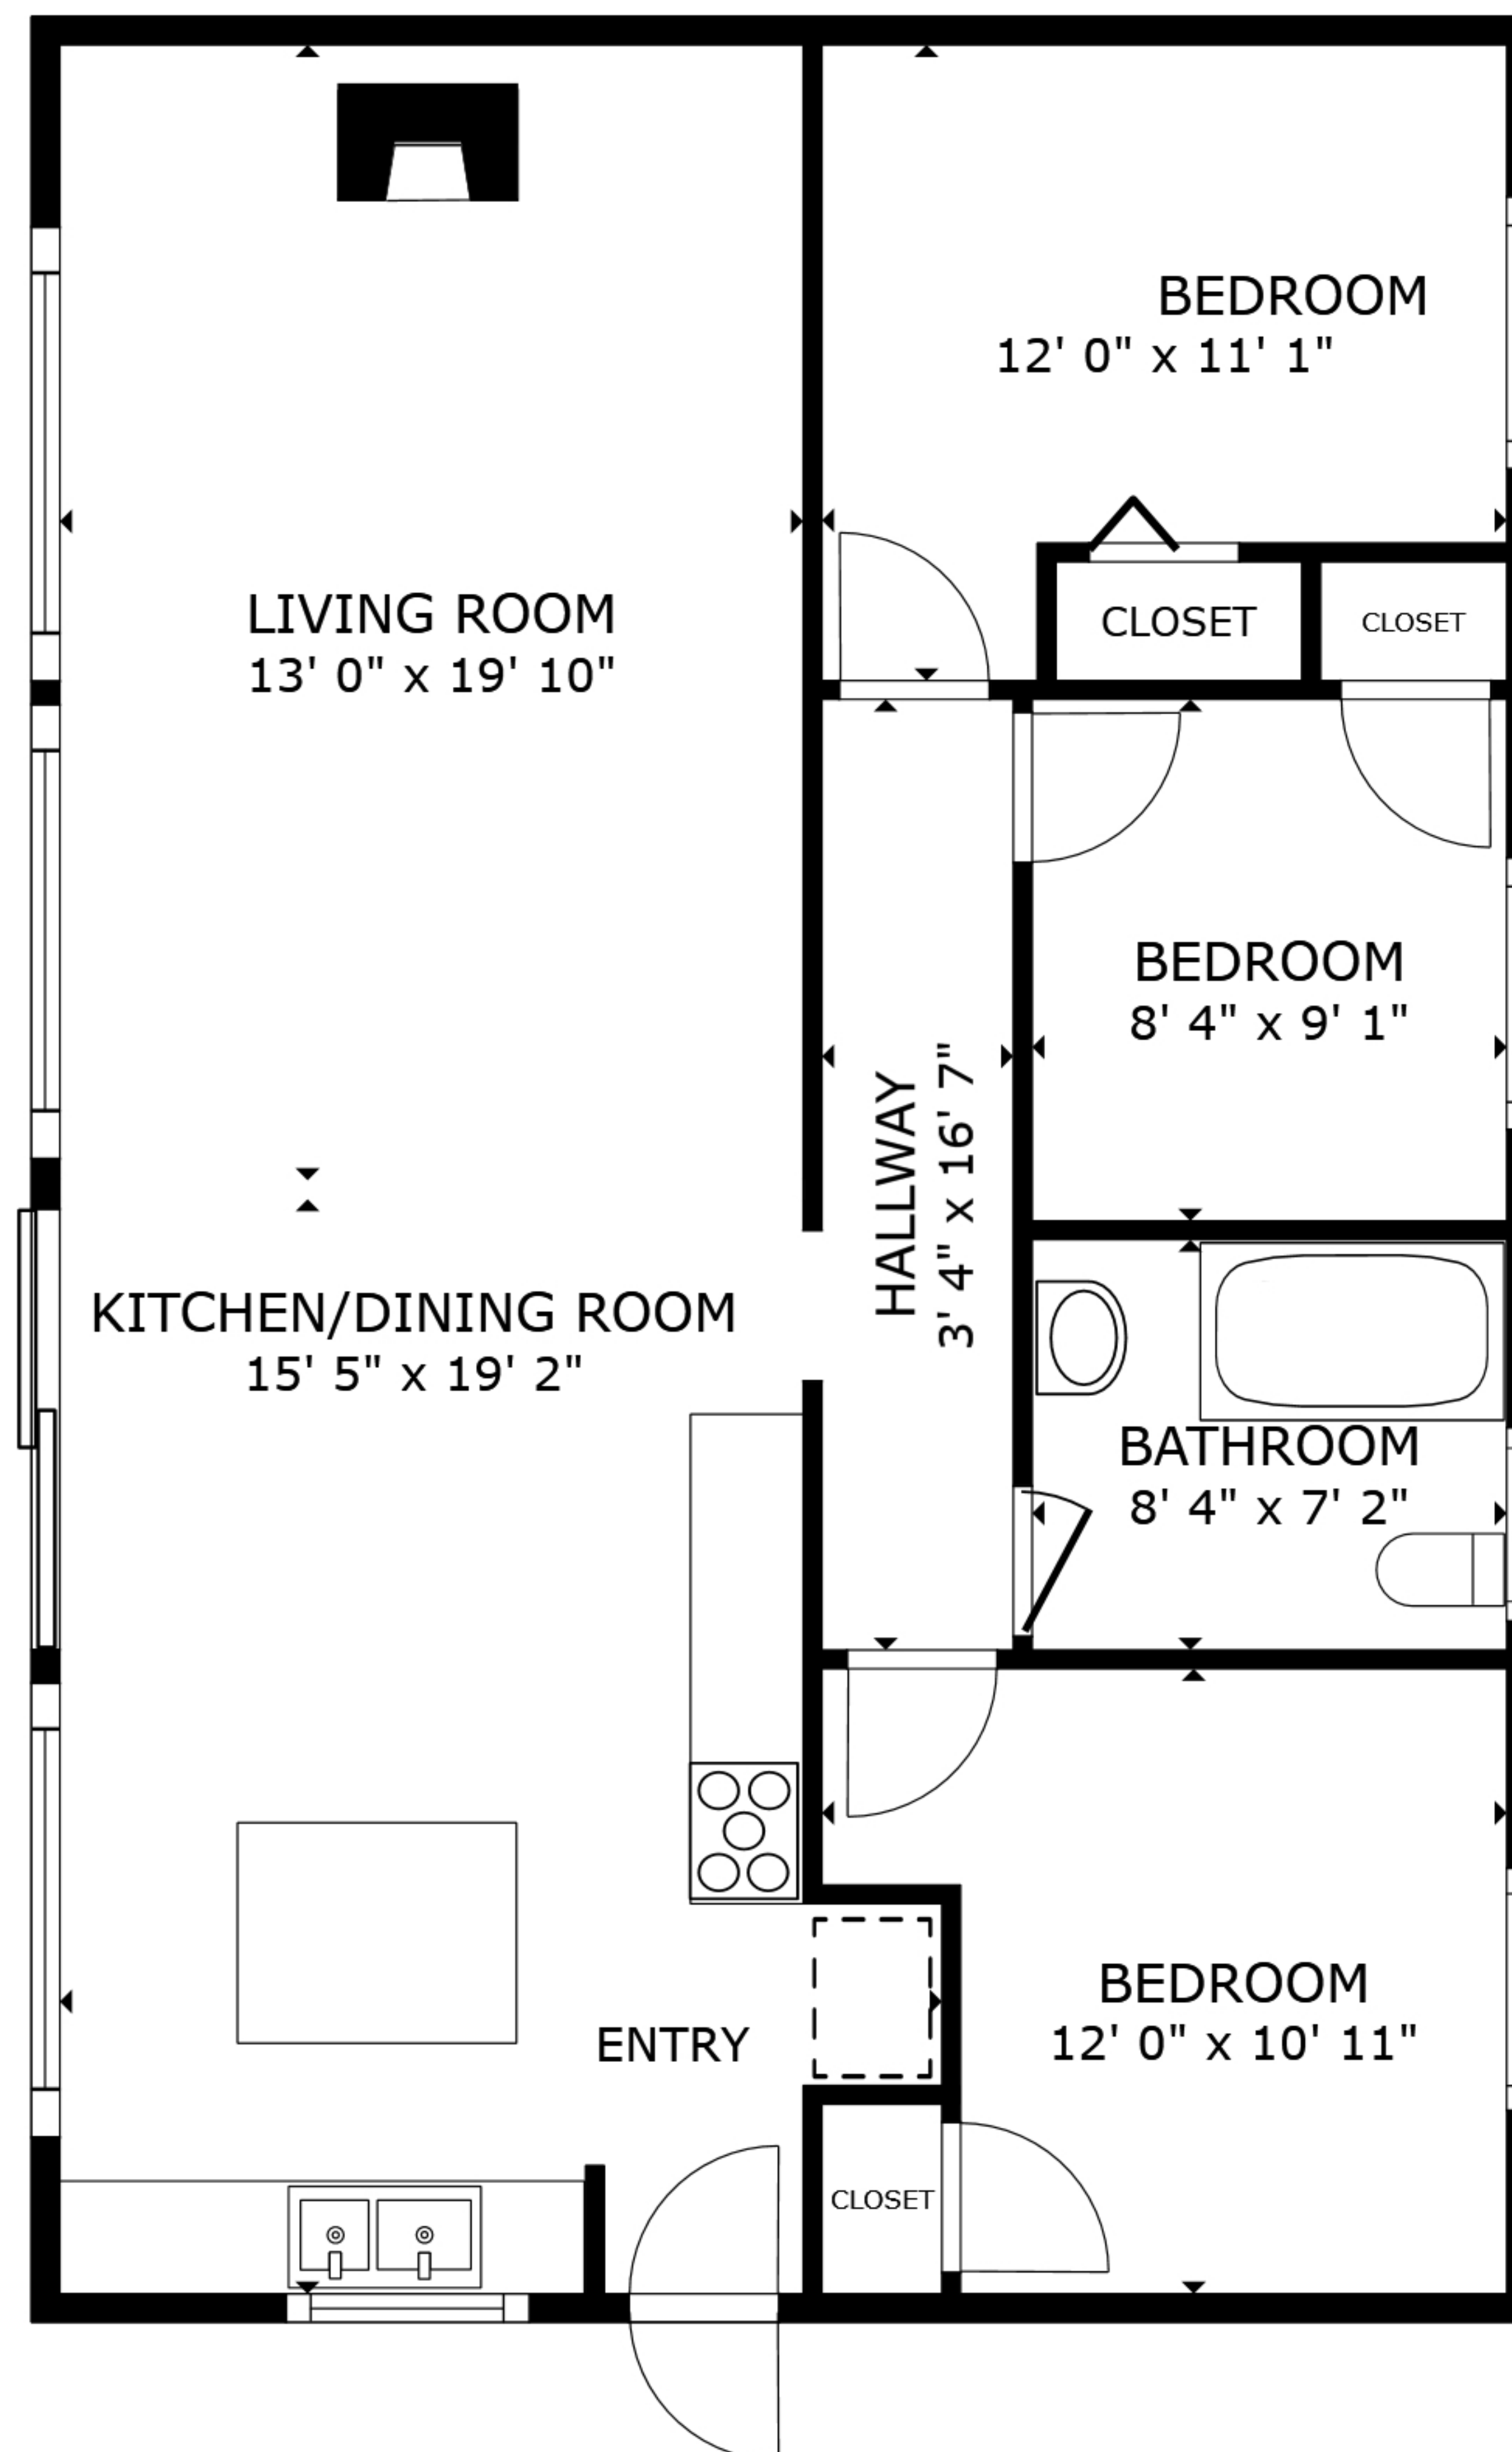 BEDROOM
12' 0" x 11' 1"
LIVING ROOM
13' 0" x 19' 10"
CLOSET
CLOSET
BEDROOM
8' 4" x 9' 1"
HALLWAY
3' 4" x 16' 7"
KITCHEN/DINING ROOM
15' 5" x 19' 2"
BATHROOM
8' 4" x 7' 2"
BEDROOM
12' 0" x 10' 11"
ENTRY
CLOSET